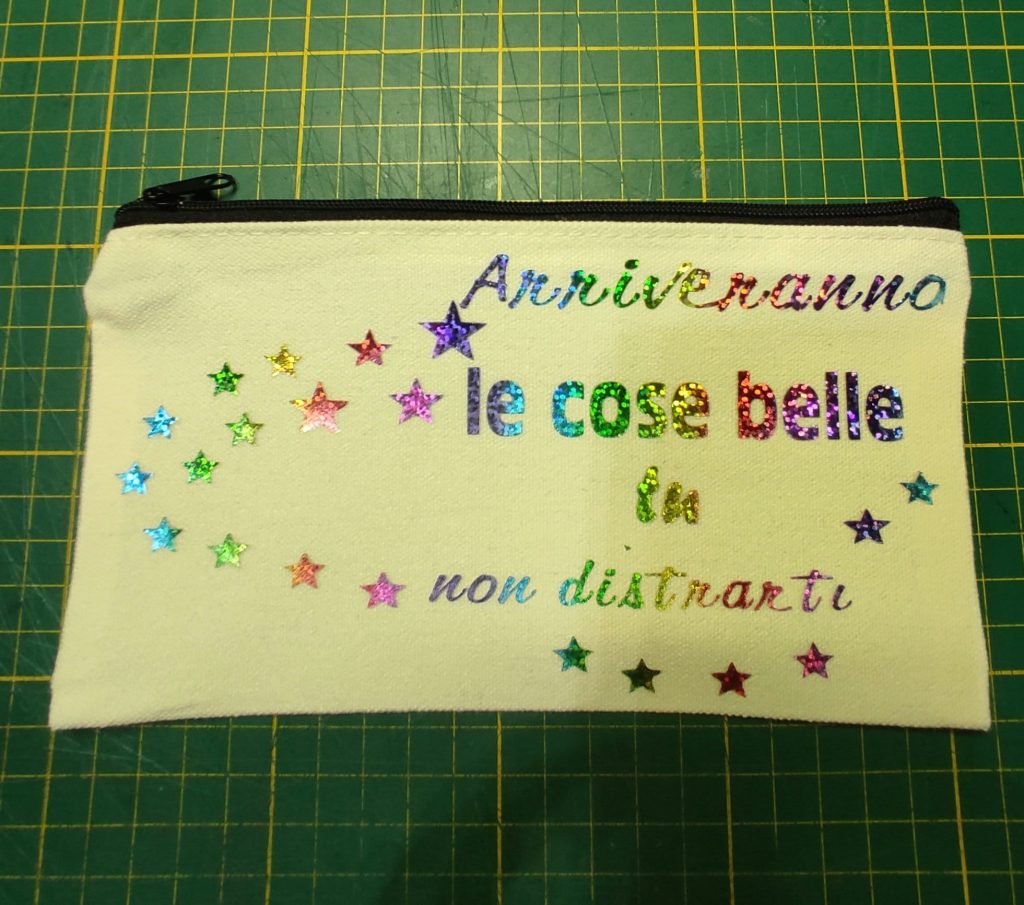 Arriveranno
le cose belle
tu
non distrarti